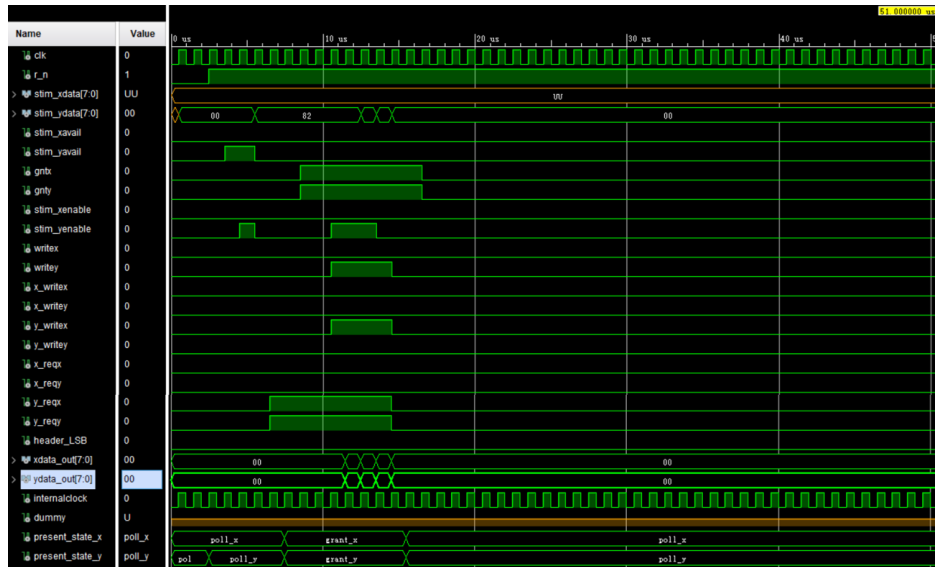 51.000000 us
Name Value
0 us 10 us 20 us 30 us 40 us
clk 0
r_n 1
stim_xdata[7:0] UU UU
stim_ydata[7:0] 00 00 82 00
stim_xavail 0
stim_yavail 0
gntx 0
gnty 0
stim_xenable 0
stim_yenable 0
writex 0
writey 0
x_writex 0
x_writey 0
y_writex 0
y_writey 0
x_reqx 0
x_reqy 0
y_reqx 0
y_reqy 0
header_LSB 0
xdata_out[7:0] 00 00 00
ydata_out[7:0] 00 00 00
internalclock 0
dummy U
present_state_x poll_x poll_x grant_x poll_x
present_state_y poll_y pol poll_y grant_y poll_y